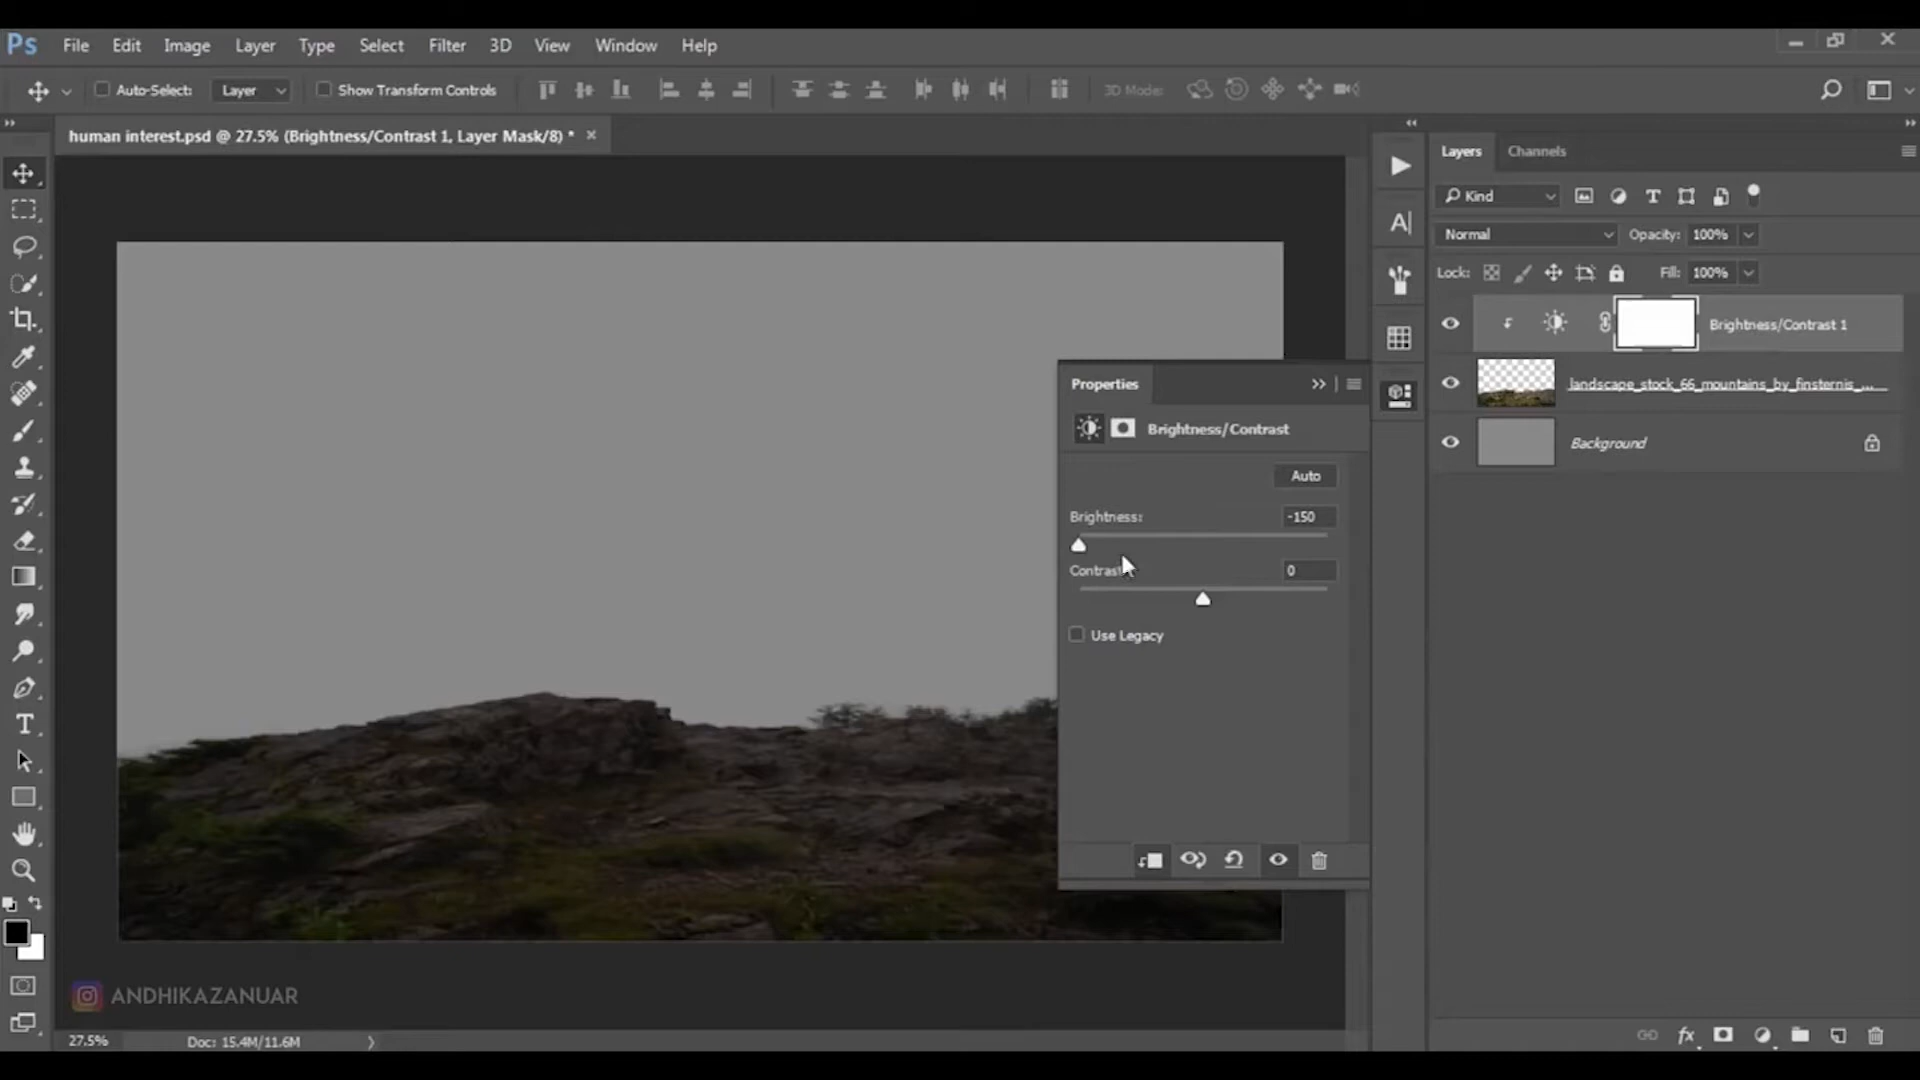 Ps File Edit Image Layer Type Select Filter 3D View Window Help
Auto-Select: Layer Show Transform Controls 3D Mode:
human interest.psd @ 27.5% (Brightness/Contrast 1, Layer Mask/8) * ×
Layers Channels
Kind
Normal Opacity: 100%
Lock: Fill: 100%
Brightness/Contrast 1
landscape_stock_66_mountains_by_finsternis_...
Background
Properties
Brightness/Contrast
Auto
Brightness: -150
Contrast: 0
Use Legacy
ANDHIKAZANUAR
27.5% Doc: 15.4M/11.6M
fx